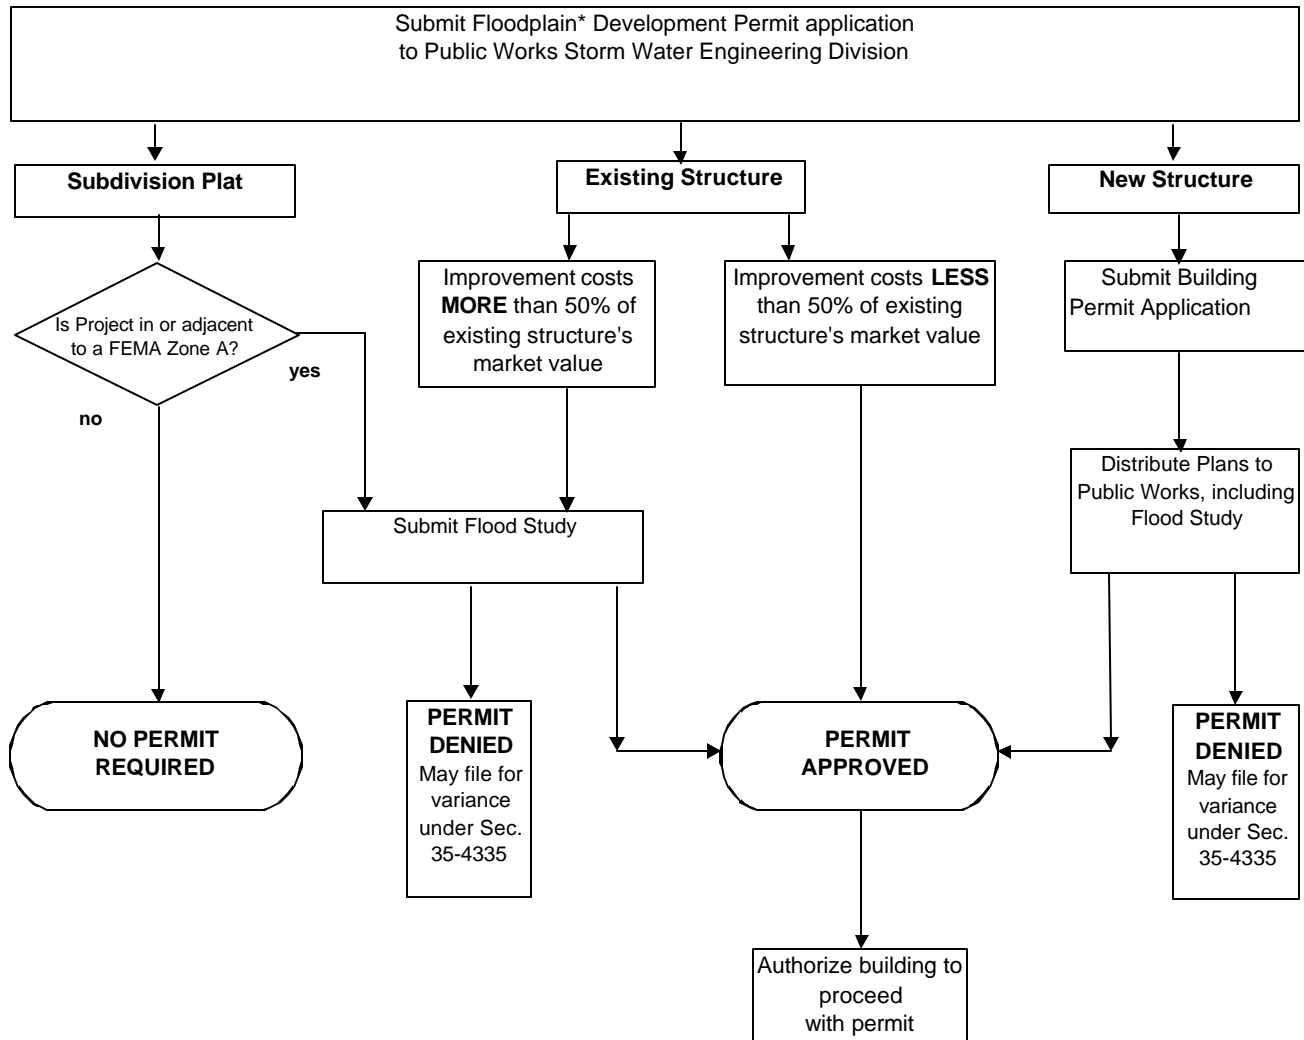 Submit Floodplain* Development Permit application
to Public Works Storm Water Engineering Division
Subdivision Plat
Existing Structure
New Structure
Is Project in or adjacent
to a FEMA Zone A?
yes
no
Improvement costs
MORE than 50% of
existing structure's
market value
Improvement costs LESS
than 50% of existing
structure's market value
Submit Building
Permit Application
Submit Flood Study
Distribute Plans to
Public Works, including
Flood Study
NO PERMIT
REQUIRED
PERMIT
DENIED
May file for
variance
under Sec.
35-4335
PERMIT
APPROVED
PERMIT
DENIED
May file for
variance
under Sec.
35-4335
Authorize building to
proceed
with permit